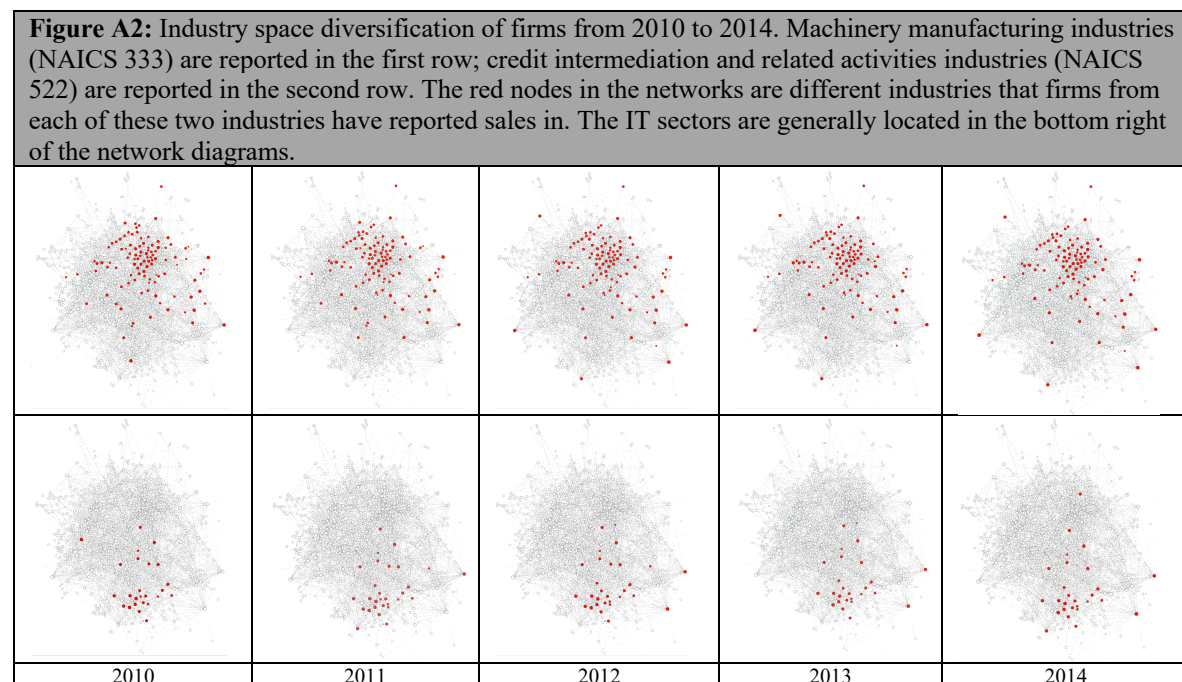 Figure A2: Industry space diversification of firms from 2010 to 2014. Machinery manufacturing industries
(NAICS 333) are reported in the first row; credit intermediation and related activities industries (NAICS
522) are reported in the second row. The red nodes in the networks are different industries that firms from
each of these two industries have reported sales in. The IT sectors are generally located in the bottom right
of the network diagrams.
2010 2011 2012 2013 2014